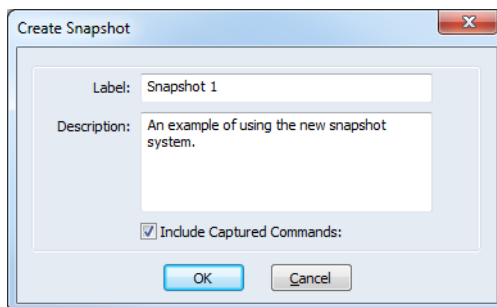 Create Snapshot
Label: Snapshot 1
Description: An example of using the new snapshot
system.
Include Captured Commands:
OK Cancel